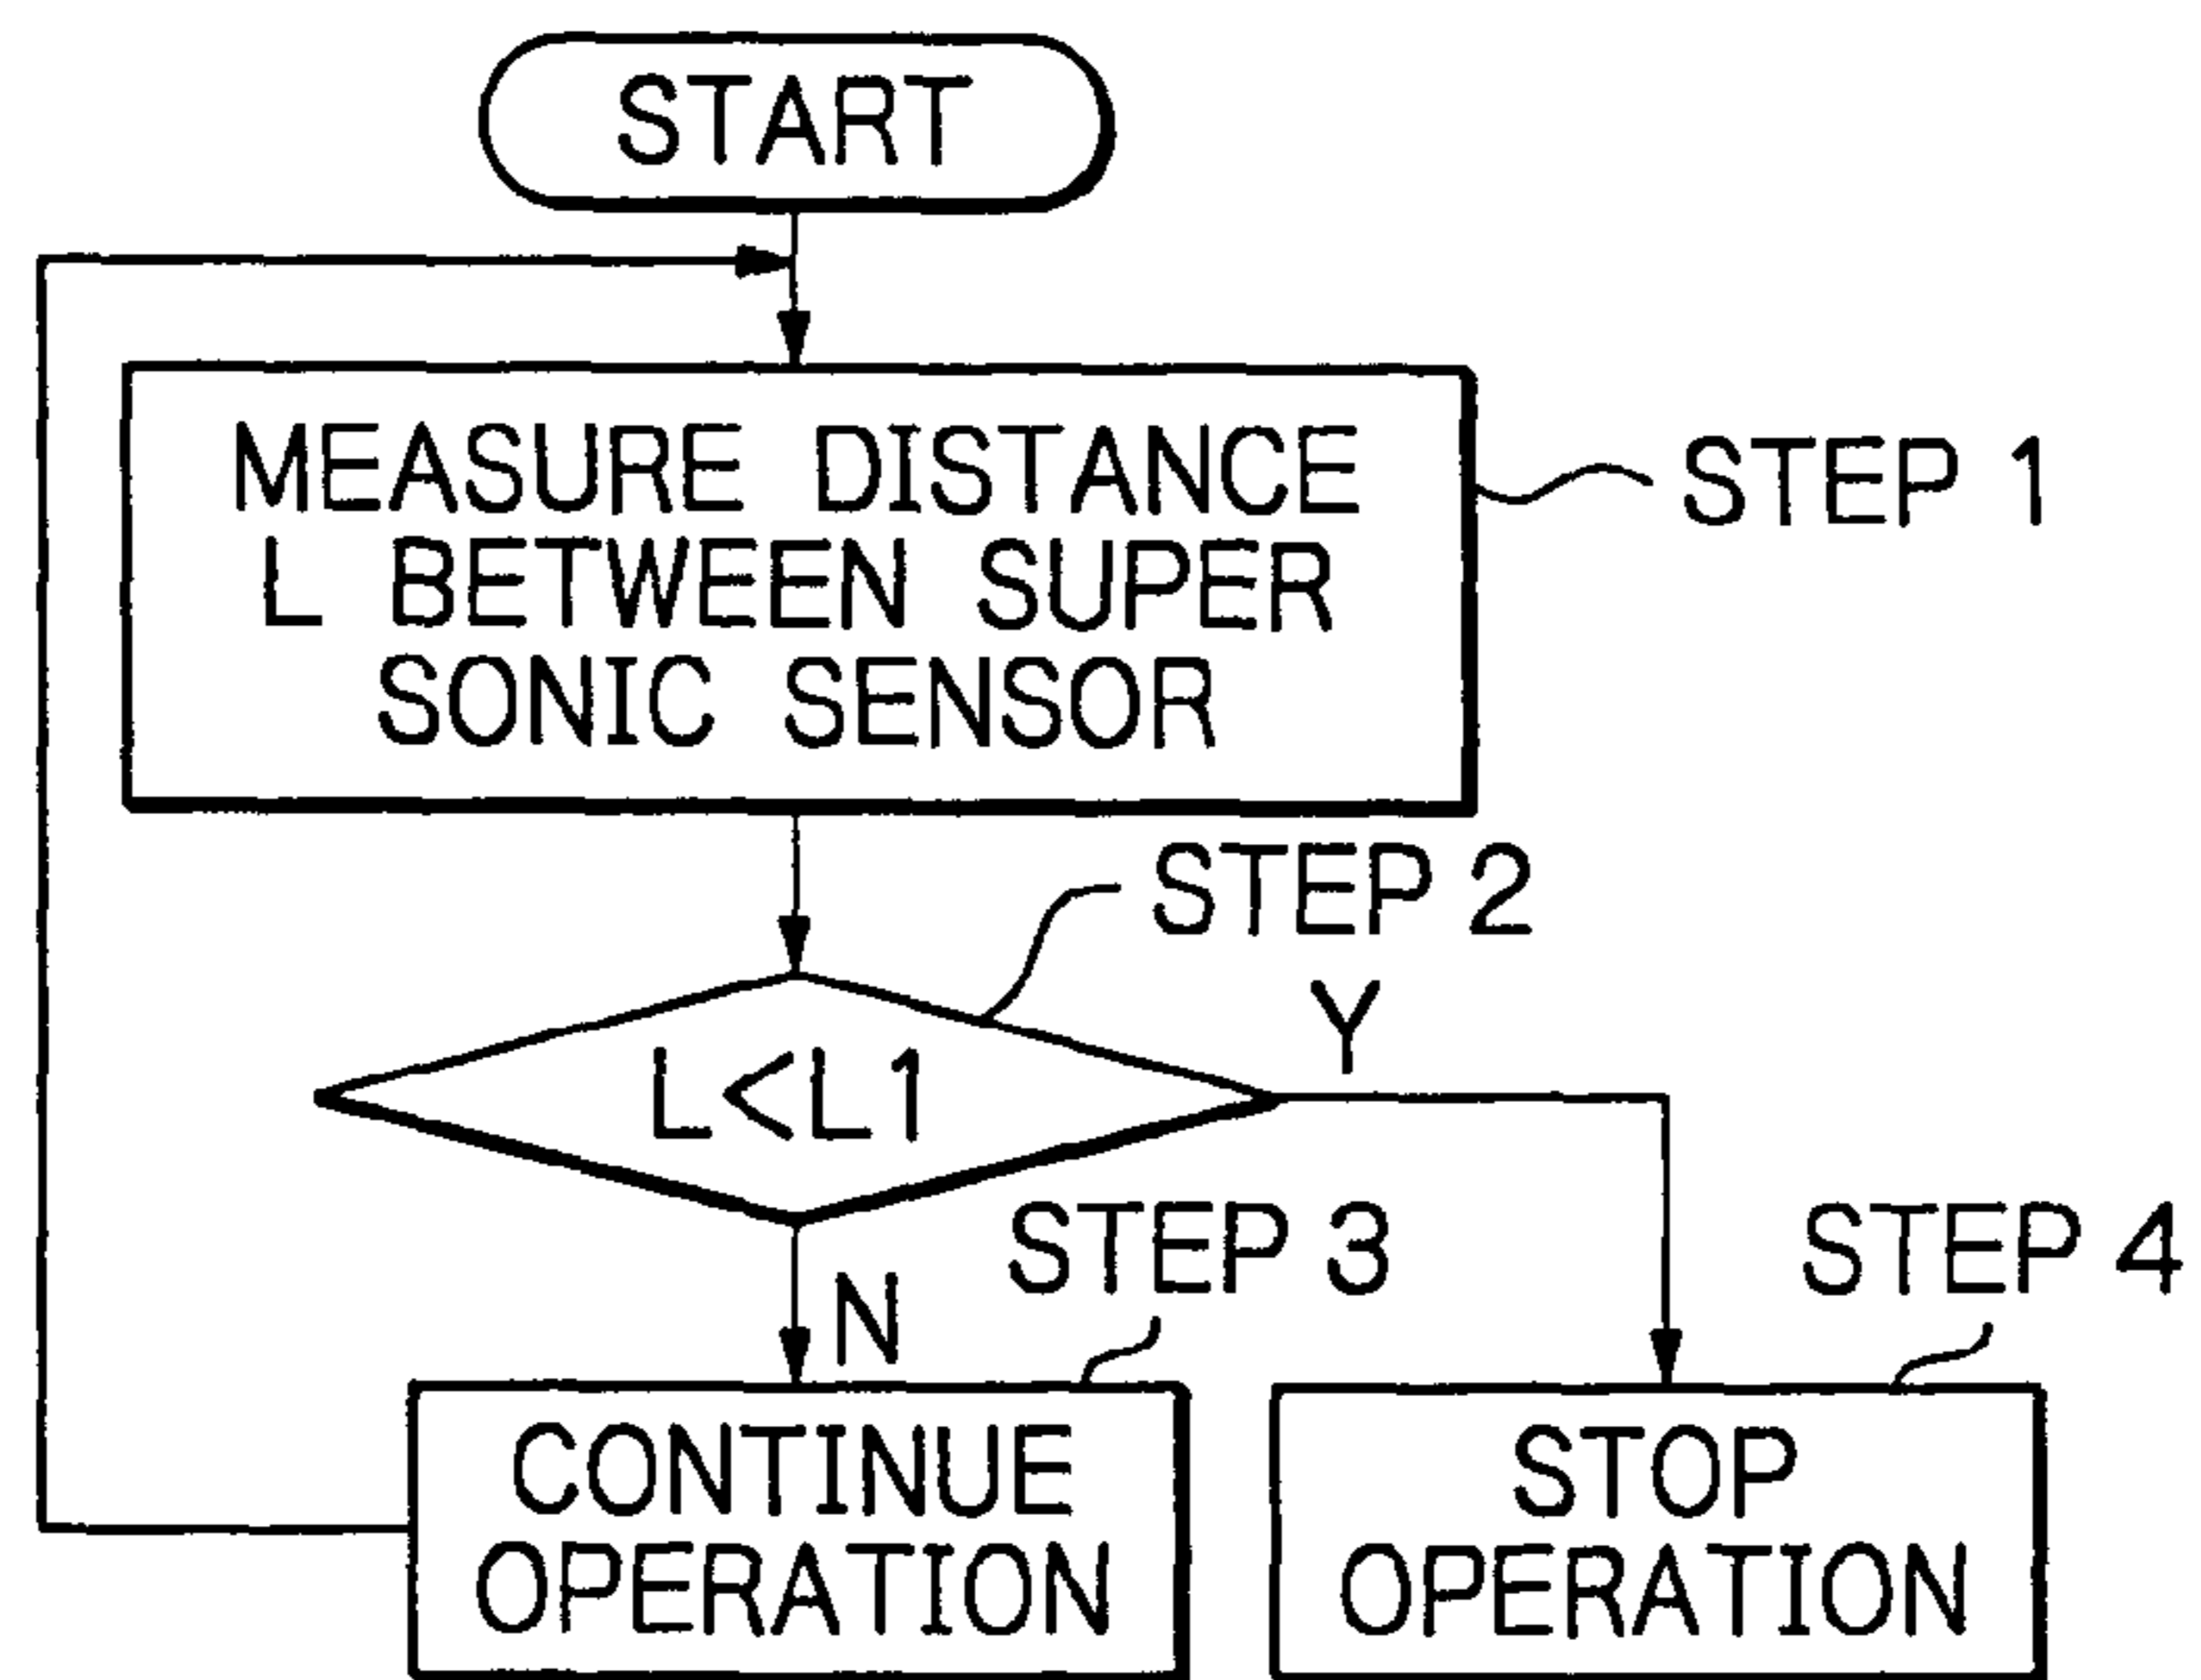 START
MEASURE DISTANCE
L BETWEEN SUPER
SONIC SENSOR
STEP 1
STEP 2
L<L1
Y
N
STEP 3
CONTINUE
OPERATION
STEP 4
STOP
OPERATION